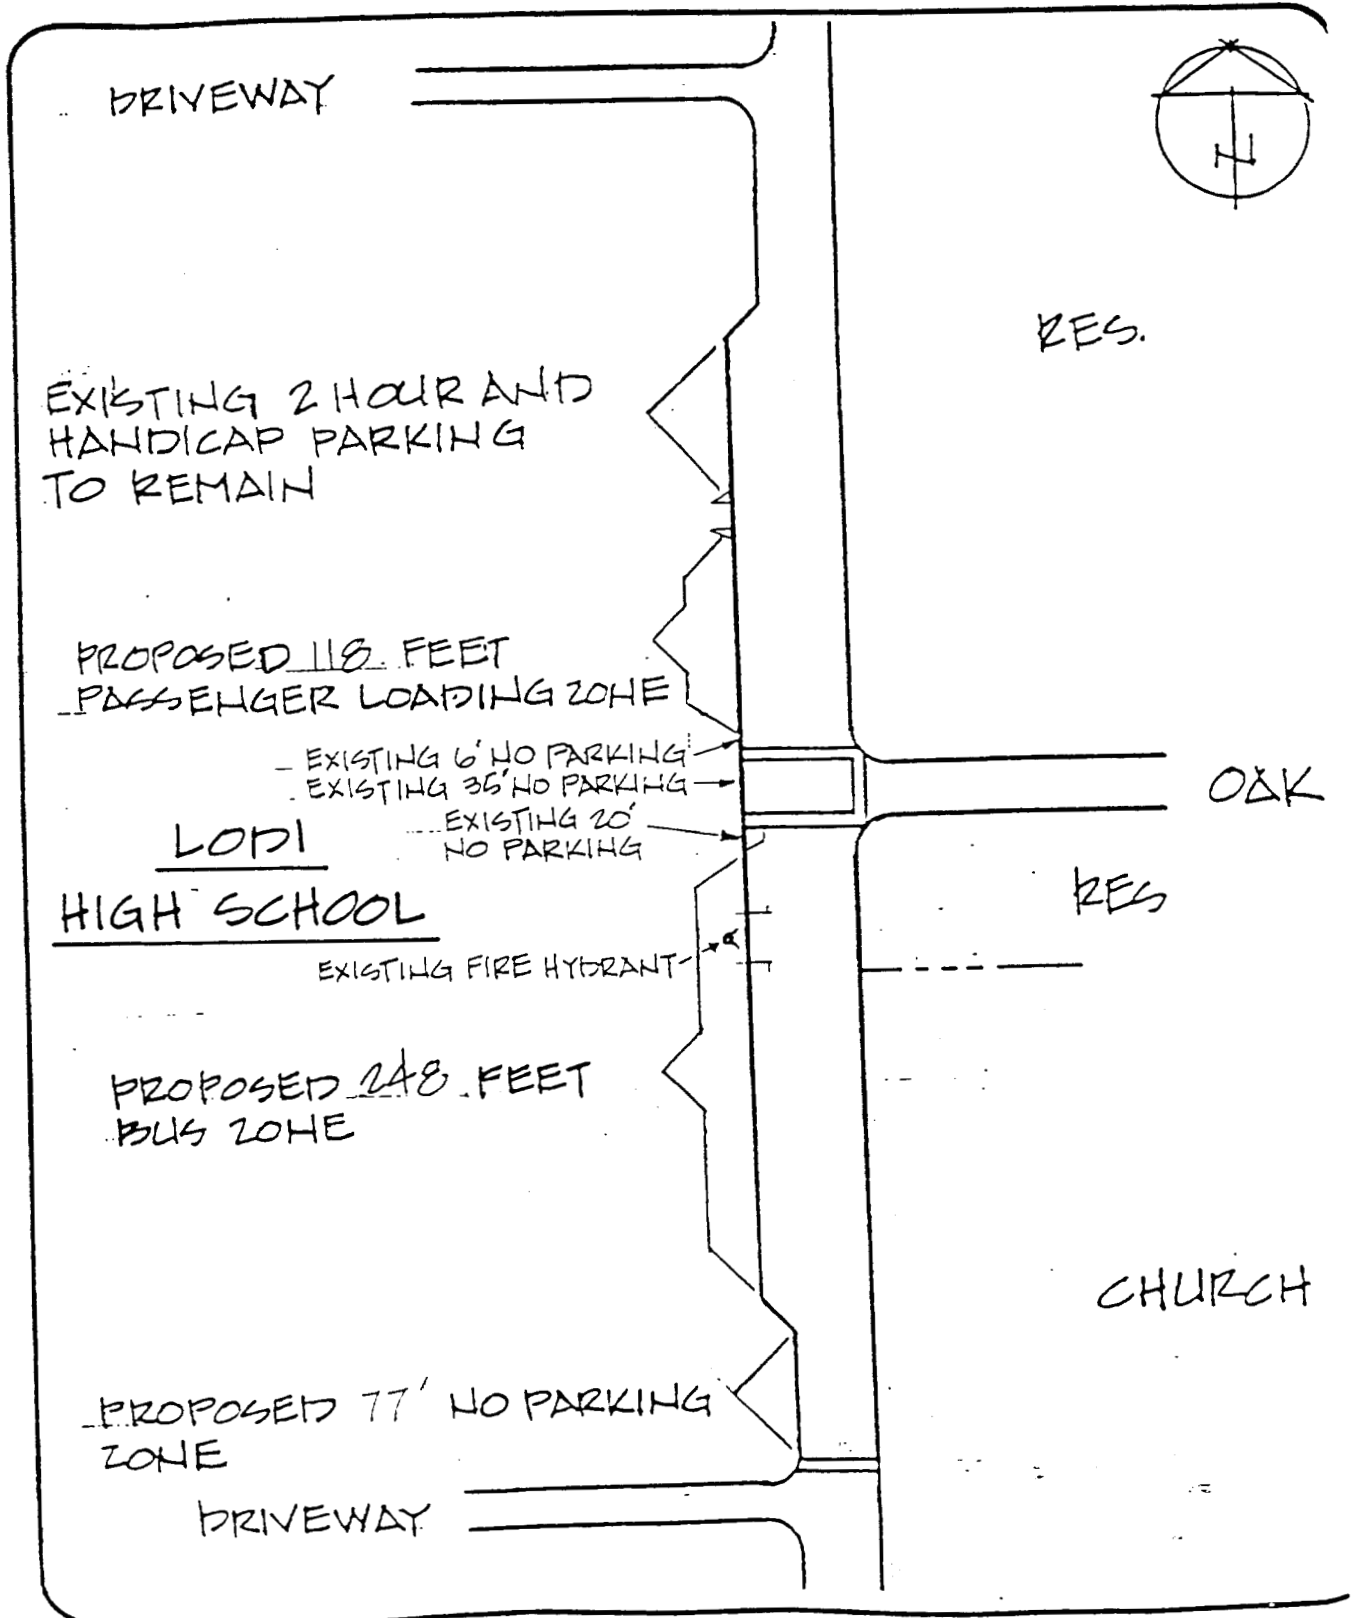 DRIVEWAY
N
RES.
EXISTING 2 HOUR AND
HANDICAP PARKING
TO REMAIN
PROPOSED 118 FEET
PASSENGER LOADING ZONE
EXISTING 6' NO PARKING
EXISTING 35' NO PARKING
OAK
EXISTING 20'
NO PARKING
LODI
HIGH SCHOOL
RES
EXISTING FIRE HYDRANT
PROPOSED 248 FEET
BUS ZONE
CHURCH
PROPOSED 77' NO PARKING
ZONE
DRIVEWAY